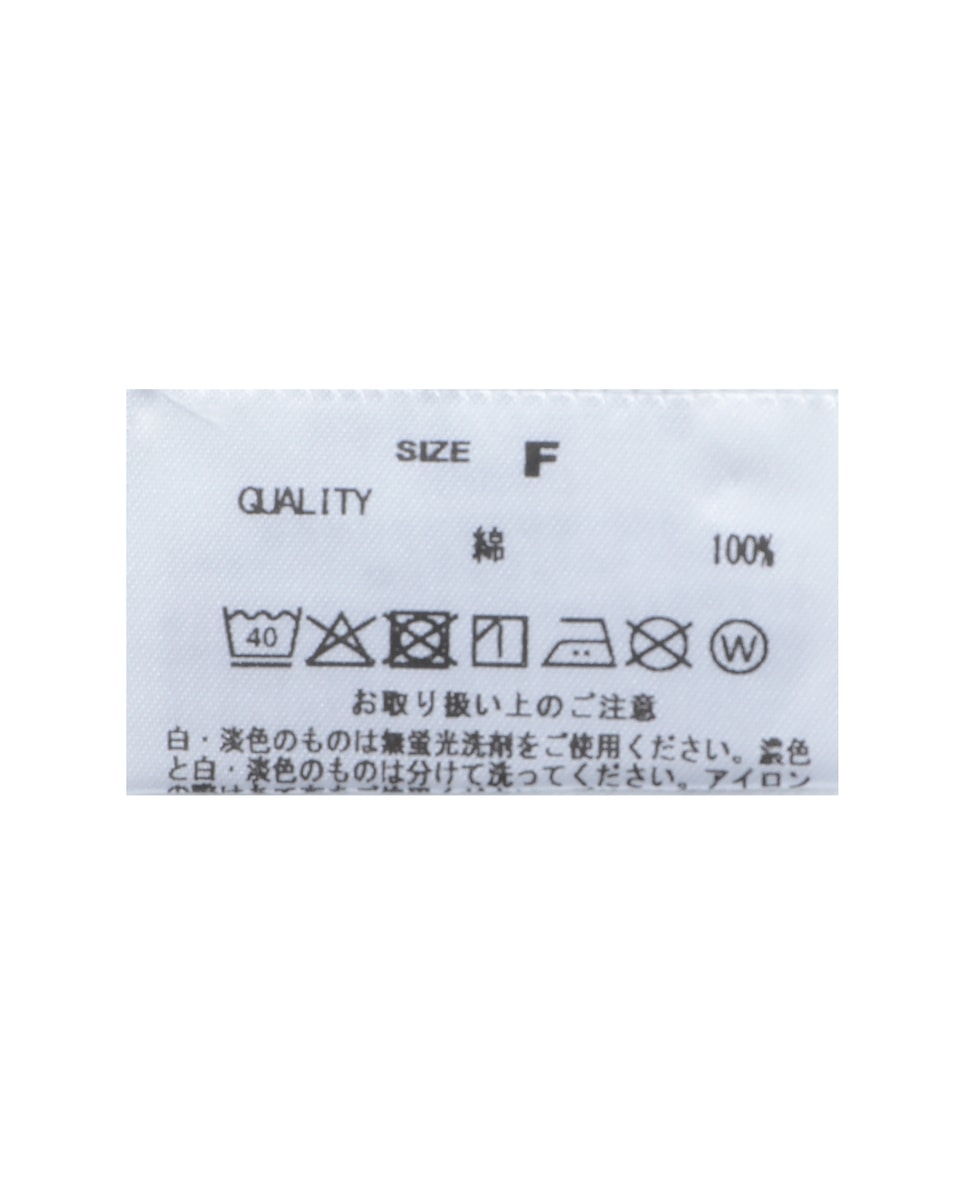 SIZE F
QUALITY
綿 100%
40
W
お取り扱い上のご注意
白・淡色のものは無蛍光洗剤をご使用ください。濃色
と白・淡色のものは分けて洗ってください。アイロン